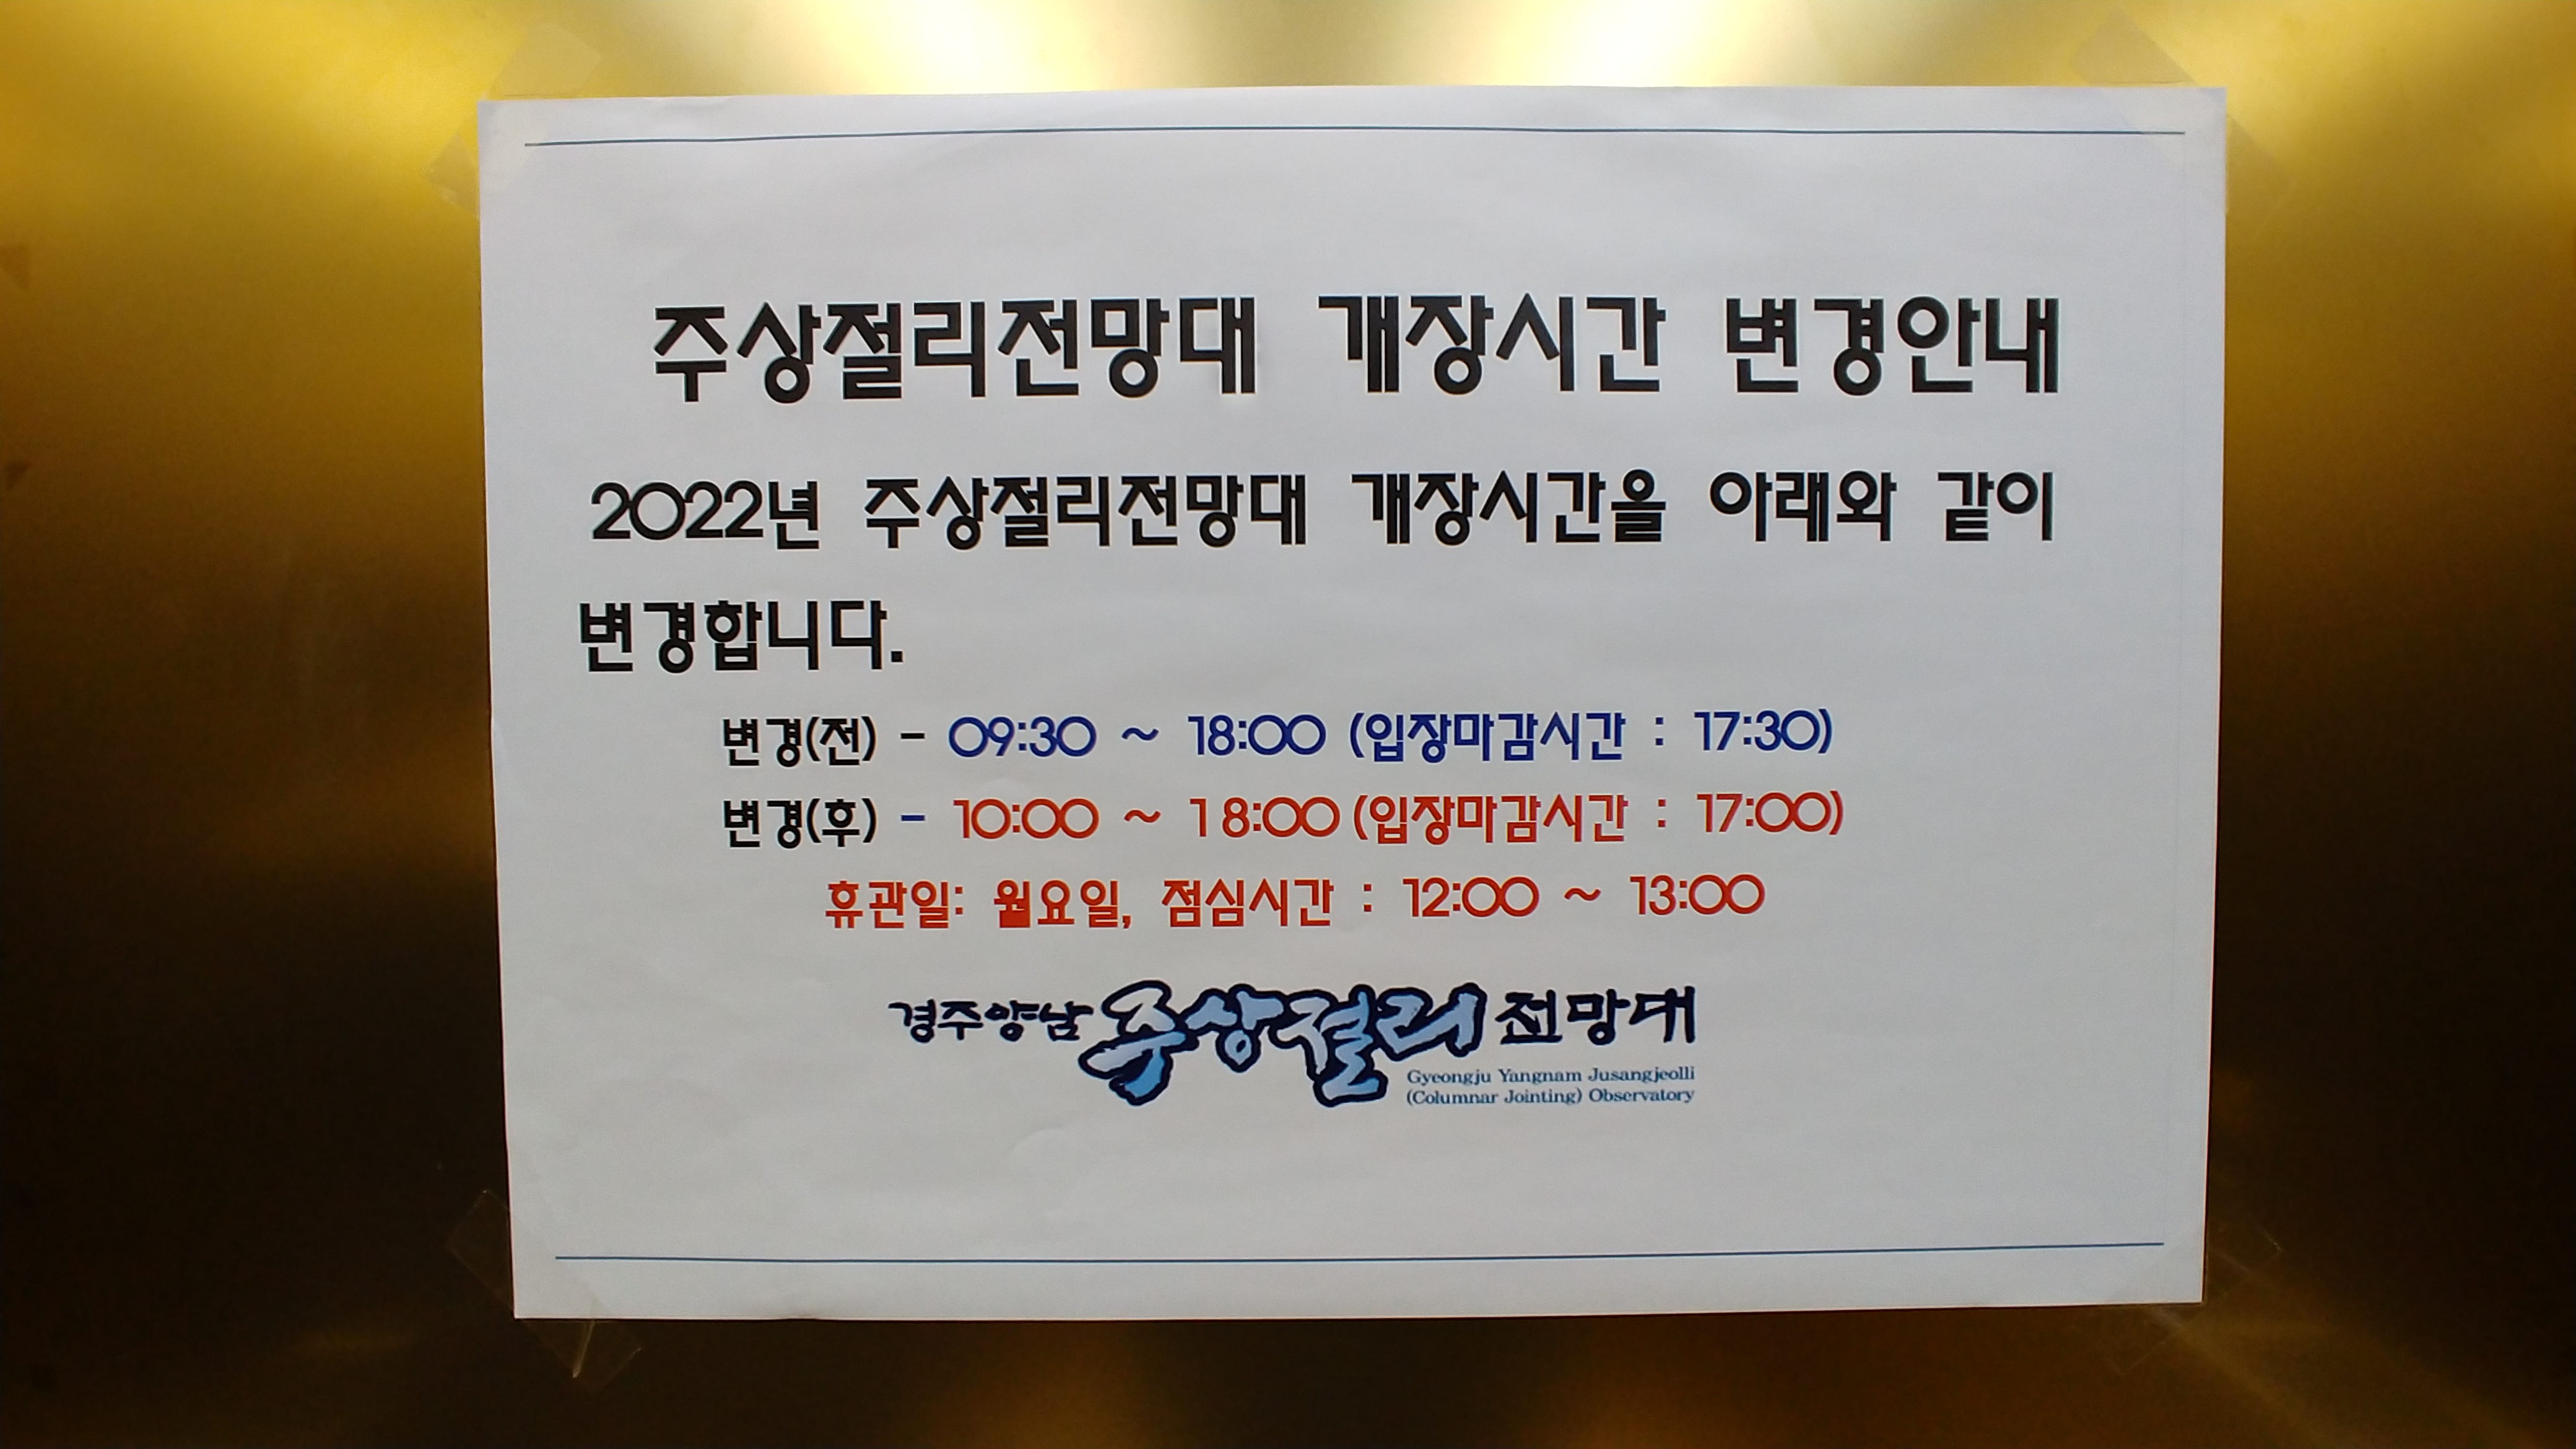 주상절리전망대 개장시간 변경안내
2022년 주상절리전망대 개장시간을 아래와 같이
변경합니다.
변경(전) - 09:30 ~ 18:00 (입장마감시간 : 17:30)
변경(후) - 10:00 ~ 18:00 (입장마감시간 : 17:00)
휴관일: 월요일, 점심시간 : 12:00 ~ 13:00
경주양남 주상절리 전망대
Gyeongju Yangnam Jusangjeolli
(Columnar Jointing) Observatory